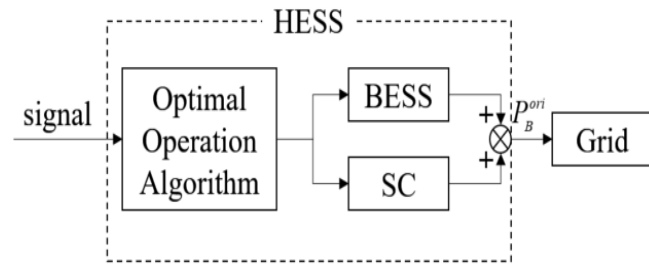 HESS
signal
Optimal
Operation
Algorithm
BESS
SC
+
+
P_B^ori
Grid